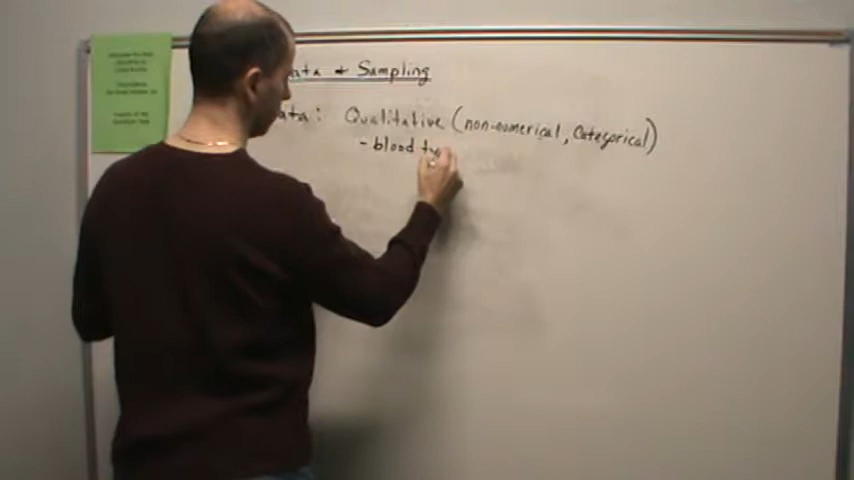 ata & Sampling
ata: Qualitative (non-numerical, Categorical)
- blood ty